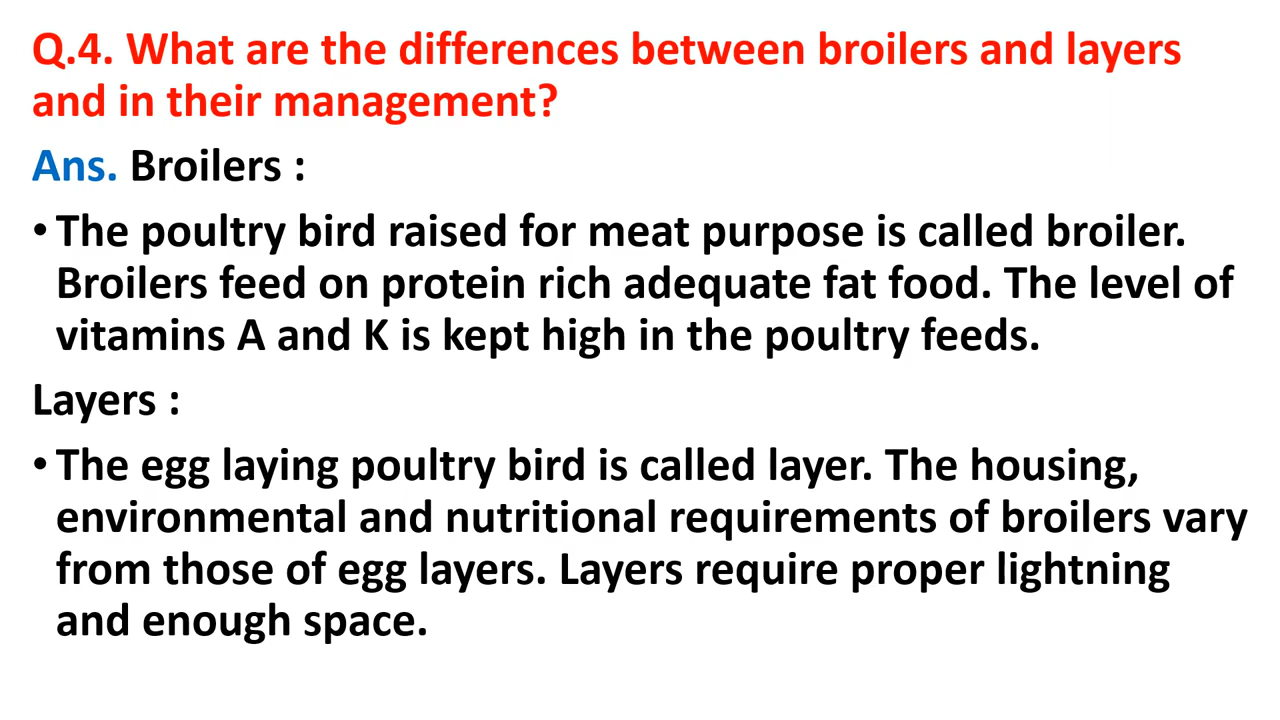 Q.4. What are the differences between broilers and layers
and in their management?
Ans. Broilers :
• The poultry bird raised for meat purpose is called broiler.
Broilers feed on protein rich adequate fat food. The level of
vitamins A and K is kept high in the poultry feeds.
Layers :
• The egg laying poultry bird is called layer. The housing,
environmental and nutritional requirements of broilers vary
from those of egg layers. Layers require proper lightning
and enough space.